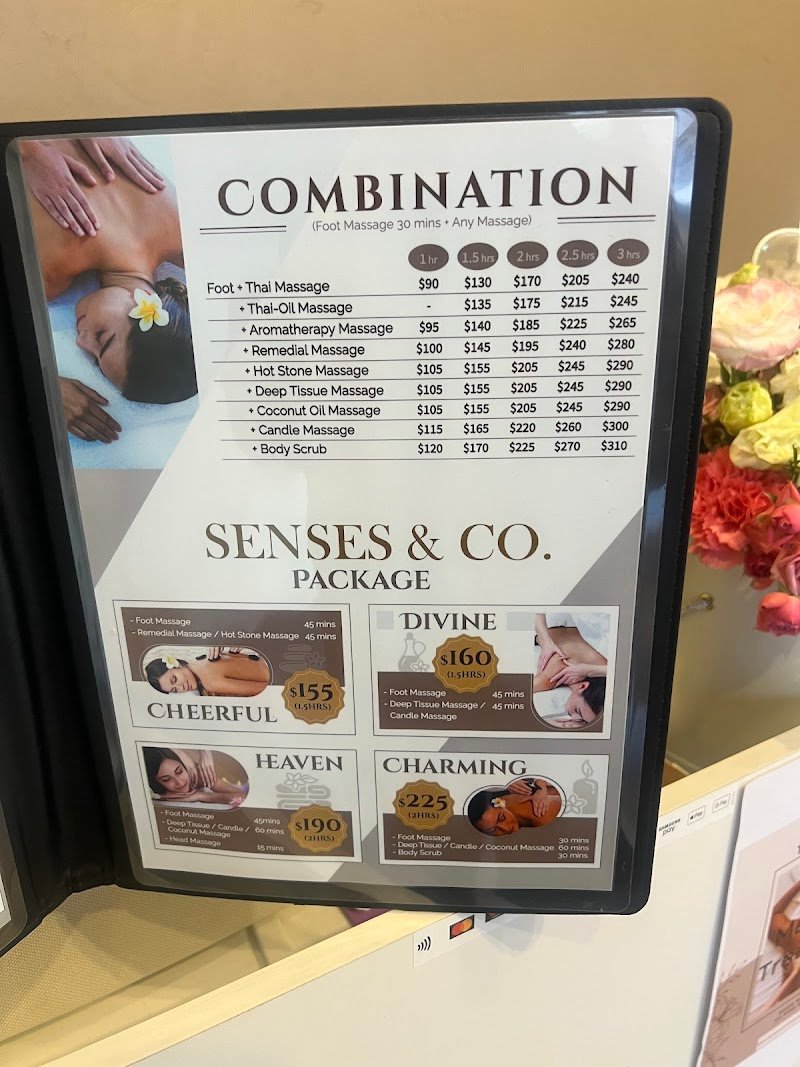 COMBINATION
(Foot Massage 30 mins + Any Massage)
1 hr 1.5 hrs 2 hrs 2.5 hrs 3 hrs
Foot + Thai Massage $90 $130 $170 $205 $240
+ Thai-Oil Massage - $135 $175 $215 $245
+ Aromatherapy Massage $95 $140 $185 $225 $265
+ Remedial Massage $100 $145 $195 $240 $280
+ Hot Stone Massage $105 $155 $205 $245 $290
+ Deep Tissue Massage $105 $155 $205 $245 $290
+ Coconut Oil Massage $105 $155 $205 $245 $290
+ Candle Massage $115 $165 $220 $260 $300
+ Body Scrub $120 $170 $225 $270 $310
SENSES & CO.
PACKAGE
- Foot Massage 45 mins
- Remedial Massage / Hot Stone Massage 45 mins
$155
(1.5HRS)
CHEERFUL
DIVINE
$160
(1.5HRS)
- Foot Massage 45 mins
- Deep Tissue Massage / 45 mins
Candle Massage
HEAVEN
- Foot Massage 45mins
- Deep Tissue / Candle / 60 mins
Coconut Massage
- Head Massage 15 mins
$190
(2HRS)
CHARMING
$225
(2HRS)
- Foot Massage 30 mins
- Deep Tissue / Candle / Coconut Massage 60 mins
- Body Scrub 30 mins
SAMSUNG
pay
Pay
G Pay